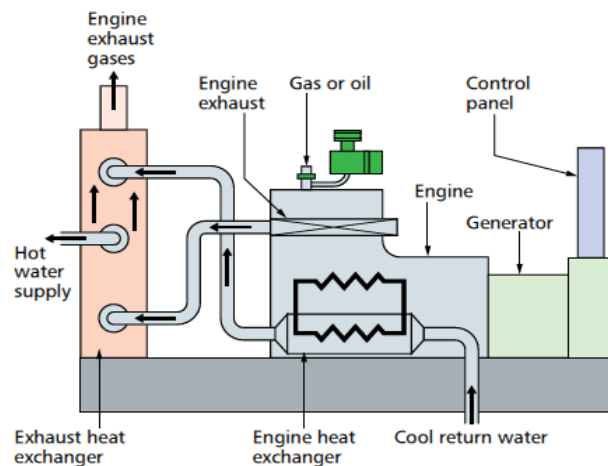 Engine
exhaust
gases
Engine
exhaust
Gas or oil
Control
panel
Engine
Generator
Hot
water
supply
Exhaust heat
exchanger
Engine heat
exchanger
Cool return water